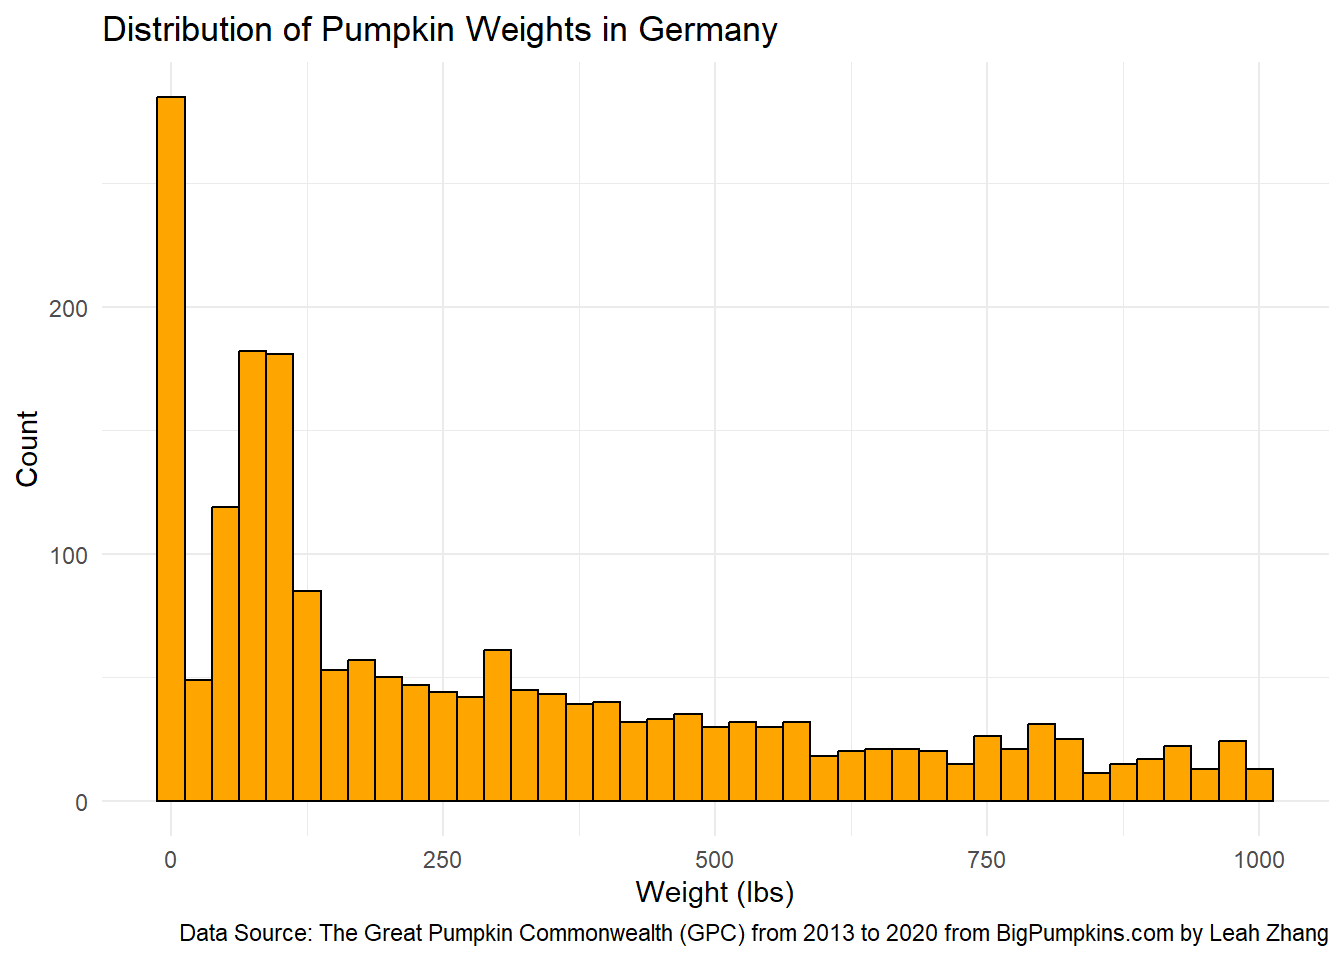 Distribution of Pumpkin Weights in Germany
200
100
0
Count
0 250 500 750 1000
Weight (lbs)
Data Source: The Great Pumpkin Commonwealth (GPC) from 2013 to 2020 from BigPumpkins.com by Leah Zhang